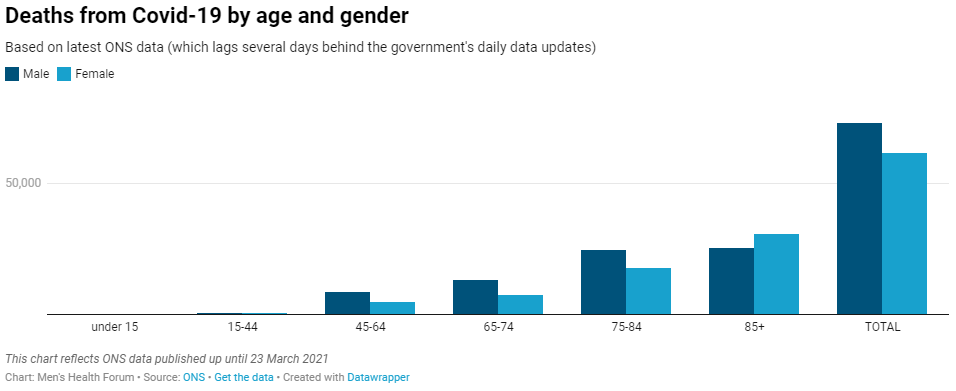 Deaths from Covid-19 by age and gender
Based on latest ONS data (which lags several days behind the government's daily data updates)
Male Female
50,000
under 15 15-44 45-64 65-74 75-84 85+ TOTAL
This chart reflects ONS data published up until 23 March 2021
Chart: Men's Health Forum • Source: ONS • Get the data • Created with Datawrapper